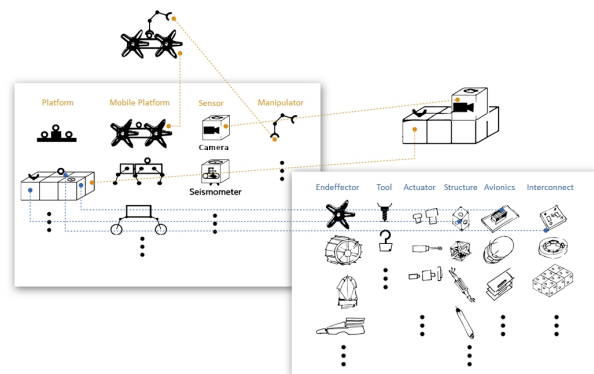 Platform Mobile Platform Sensor Manipulator
Camera
Seismometer
Endeffector Tool Actuator Structure Avionics Interconnect